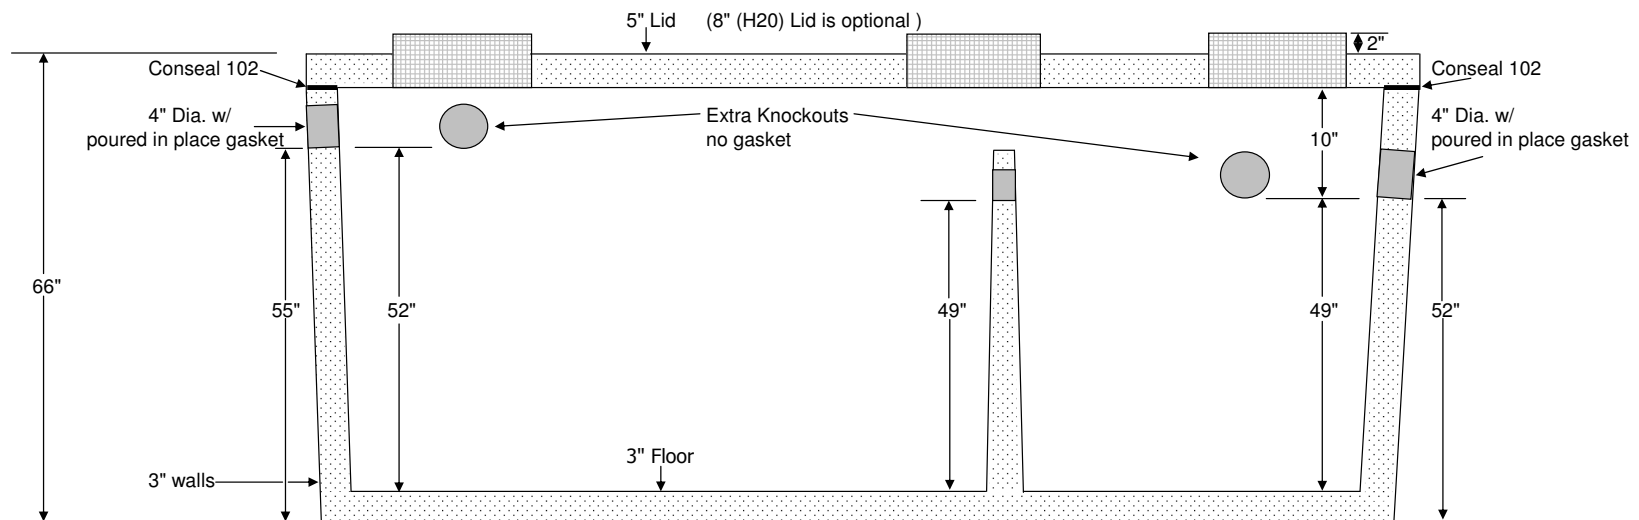 5" Lid (8" (H20) Lid is optional )
2"
Conseal 102
Conseal 102
4" Dia. w/
poured in place gasket
Extra Knockouts
no gasket
10"
4" Dia. w/
poured in place gasket
66"
55"
52"
49"
49"
52"
3" Floor
3" walls